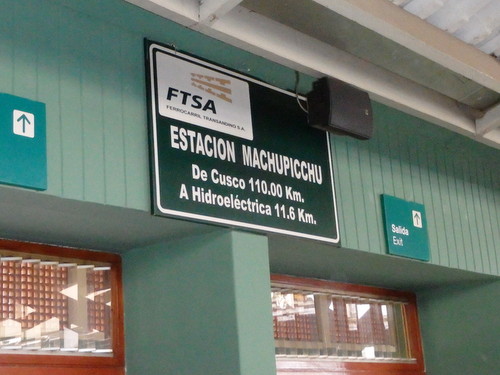 FTSA
FERROCARRIL TRANSANDINO S.A.
ESTACION MACHUPICCHU
De Cusco 110.00 Km.
A Hidroeléctrica 11.6 Km.
Salida
Exit